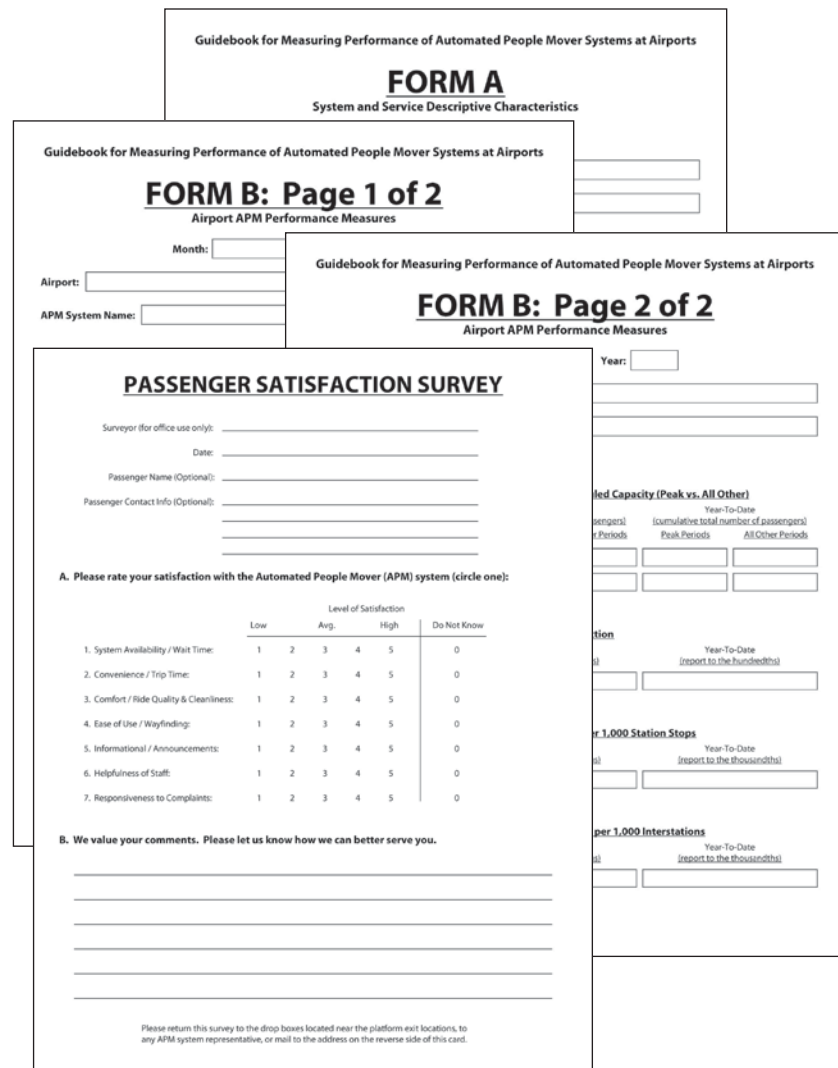 Guidebook for Measuring Performance of Automated People Mover Systems at Airports
FORM A
System and Service Descriptive Characteristics
Guidebook for Measuring Performance of Automated People Mover Systems at Airports
FORM B: Page 1 of 2
Airport APM Performance Measures
Month:
Airport:
APM System Name:
Guidebook for Measuring Performance of Automated People Mover Systems at Airports
FORM B: Page 2 of 2
Airport APM Performance Measures
Year:
led Capacity (Peak vs. All Other)
Year-To-Date
sengers) (cumulative total number of passengers)
r Periods Peak Periods All Other Periods
tion
Year-To-Date
s) (report to the hundredths)
r 1,000 Station Stops
Year-To-Date
s) (report to the thousandths)
per 1,000 Interstations
Year-To-Date
s) (report to the thousandths)
PASSENGER SATISFACTION SURVEY
Surveyor (for office use only):
Date:
Passenger Name (Optional):
Passenger Contact Info (Optional):
A. Please rate your satisfaction with the Automated People Mover (APM) system (circle one):
Level of Satisfaction
Low Avg. High Do Not Know
1. System Availability / Wait Time: 1 2 3 4 5 0
2. Convenience / Trip Time: 1 2 3 4 5 0
3. Comfort / Ride Quality & Cleanliness: 1 2 3 4 5 0
4. Ease of Use / Wayfinding: 1 2 3 4 5 0
5. Informational / Announcements: 1 2 3 4 5 0
6. Helpfulness of Staff: 1 2 3 4 5 0
7. Responsiveness to Complaints: 1 2 3 4 5 0
B. We value your comments. Please let us know how we can better serve you.
Please return this survey to the drop boxes located near the platform exit locations, to
any APM system representative, or mail to the address on the reverse side of this card.